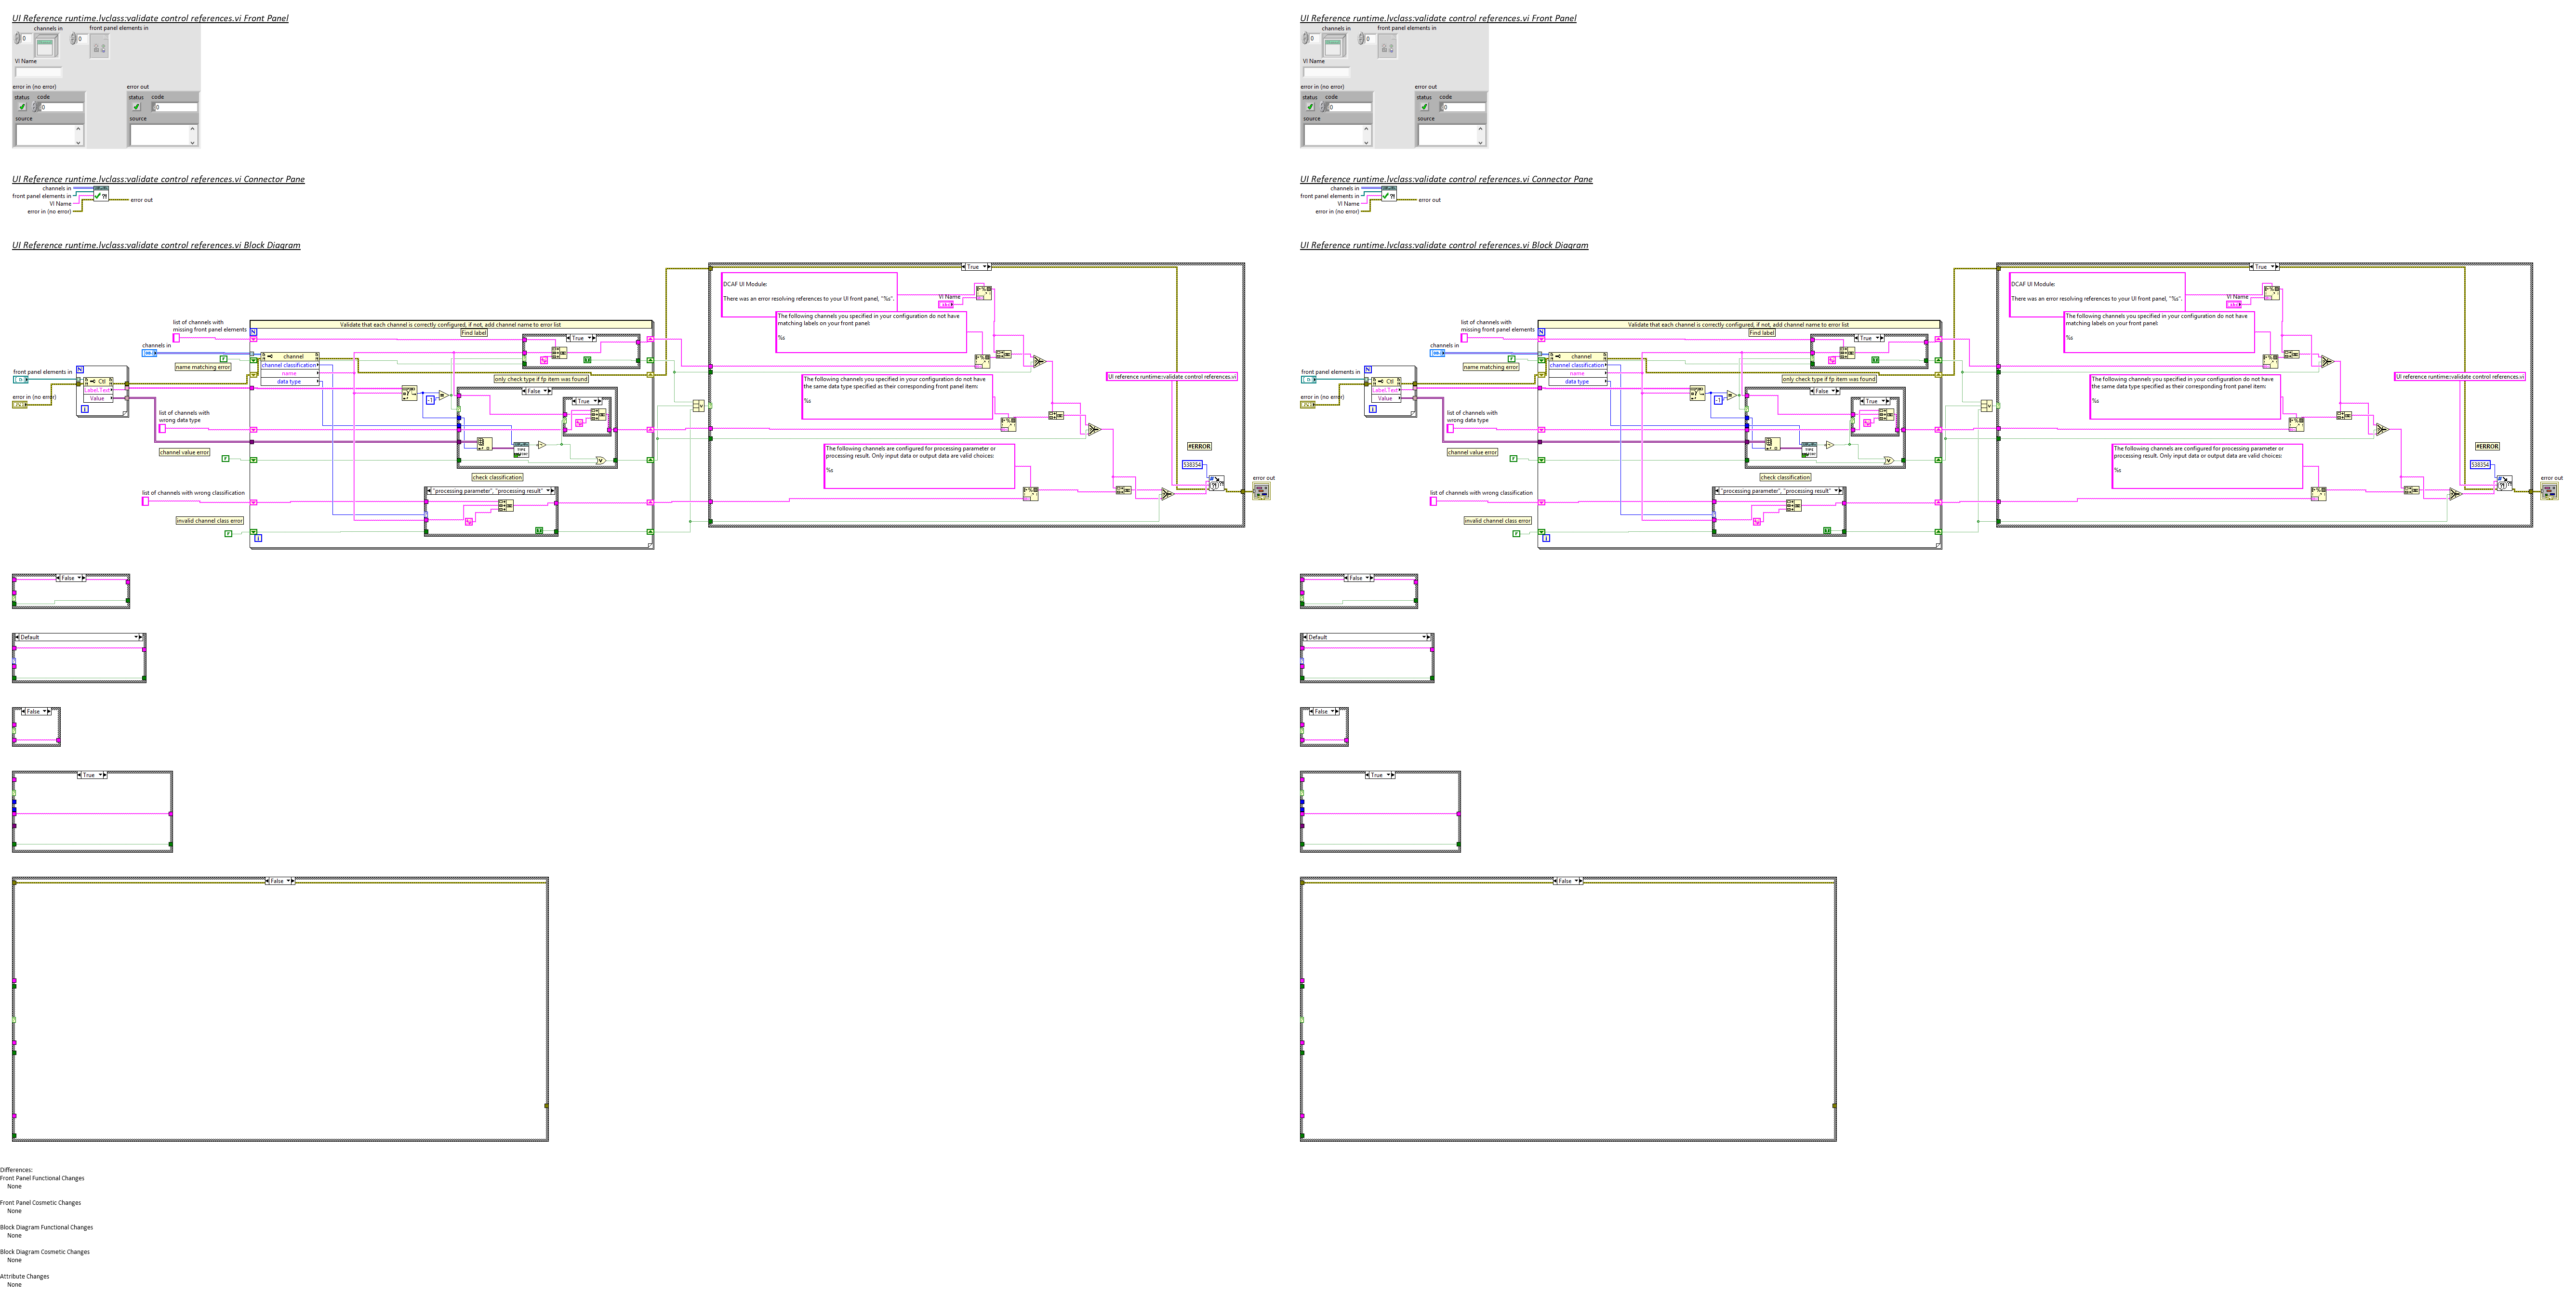 UI Reference runtime.lvclass:validate control references.vi Front Panel
channels in
front panel elements in
0
0
VI Name
error in (no error)
error out
status code
0
status code
0
source
source
UI Reference runtime.lvclass:validate control references.vi Connector Pane
channels in
front panel elements in
VI Name
error in (no error)
error out
UI Reference runtime.lvclass:validate control references.vi Block Diagram
True
DCAF UI Module:
There was an error resolving references to your UI front panel, "%s".
VI Name
abc
The following channels you specified in your configuration do not have
matching labels on your front panel:
%s
list of channels with
missing front panel elements
N
Validate that each channel is correctly configured, if not, add channel name to error list
Find label
True
channels in
channel
channel classification
name
data type
F
name matching error
only check type if fp item was found
The following channels you specified in your configuration do not have
the same data type specified as their corresponding front panel item:
%s
UI reference runtime::validate control references.vi
front panel elements in
N
Ctl
Label.Text
Value
i
error in (no error)
-1
False
True
list of channels with
wrong data type
channel value error
F
The following channels are configured for processing parameter or
processing result. Only input data or output data are valid choices:
%s
#ERROR
538354
error out
check classification
"processing parameter", "processing result"
list of channels with wrong classification
invalid channel class error
F
i
False
Default
False
True
False
UI Reference runtime.lvclass:validate control references.vi Front Panel
channels in
front panel elements in
0
0
VI Name
error in (no error)
error out
status code
0
status code
0
source
source
UI Reference runtime.lvclass:validate control references.vi Connector Pane
channels in
front panel elements in
VI Name
error in (no error)
error out
UI Reference runtime.lvclass:validate control references.vi Block Diagram
True
DCAF UI Module:
There was an error resolving references to your UI front panel, "%s".
VI Name
abc
The following channels you specified in your configuration do not have
matching labels on your front panel:
%s
list of channels with
missing front panel elements
N
Validate that each channel is correctly configured, if not, add channel name to error list
Find label
True
channels in
channel
channel classification
name
data type
F
name matching error
only check type if fp item was found
The following channels you specified in your configuration do not have
the same data type specified as their corresponding front panel item:
%s
UI reference runtime::validate control references.vi
front panel elements in
N
Ctl
Label.Text
Value
i
error in (no error)
-1
False
True
list of channels with
wrong data type
channel value error
F
The following channels are configured for processing parameter or
processing result. Only input data or output data are valid choices:
%s
#ERROR
538354
error out
check classification
"processing parameter", "processing result"
list of channels with wrong classification
invalid channel class error
F
i
False
Default
False
True
False
Differences:
Front Panel Functional Changes
None
Front Panel Cosmetic Changes
None
Block Diagram Functional Changes
None
Block Diagram Cosmetic Changes
None
Attribute Changes
None